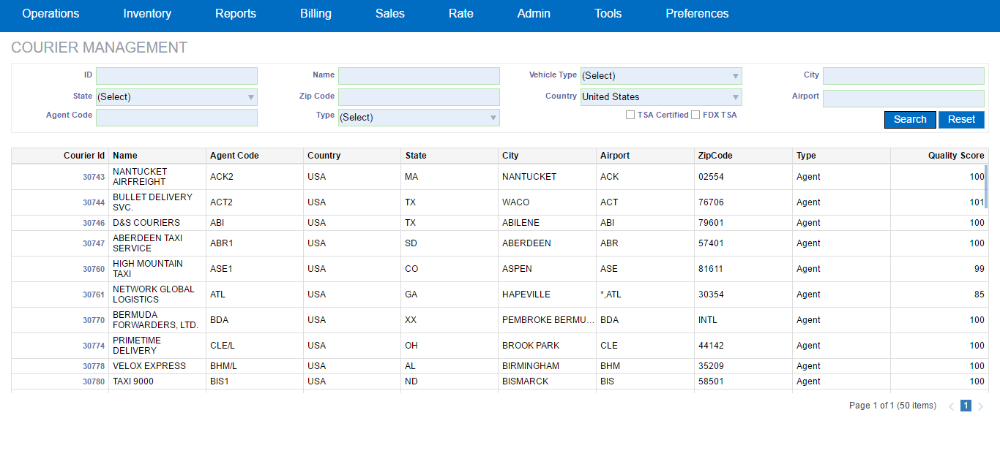 Operations Inventory Reports Billing Sales Rate Admin Tools Preferences
COURIER MANAGEMENT
ID Name Vehicle Type (Select) City
State (Select) Zip Code Country United States Airport
Agent Code Type (Select) TSA Certified FDX TSA
Search Reset
Courier Id Name Agent Code Country State City Airport ZipCode Type Quality Score
30743 NANTUCKET AIRFREIGHT ACK2 USA MA NANTUCKET ACK 02554 Agent 100
30744 BULLET DELIVERY SVC. ACT2 USA TX WACO ACT 76706 Agent 101
30746 D&S COURIERS ABI USA TX ABILENE ABI 79601 Agent 100
30747 ABERDEEN TAXI SERVICE ABR1 USA SD ABERDEEN ABR 57401 Agent 100
30760 HIGH MOUNTAIN TAXI ASE1 USA CO ASPEN ASE 81611 Agent 99
30761 NETWORK GLOBAL LOGISTICS ATL USA GA HAPEVILLE *,ATL 30354 Agent 85
30770 BERMUDA FORWARDERS, LTD. BDA USA XX PEMBROKE BERMU... BDA INTL Agent 100
30774 PRIMETIME DELIVERY CLE/L USA OH BROOK PARK CLE 44142 Agent 100
30778 VELOX EXPRESS BHM/L USA AL BIRMINGHAM BHM 35209 Agent 100
30780 TAXI 9000 BIS1 USA ND BISMARCK BIS 58501 Agent 100
Page 1 of 1 (50 items) 1